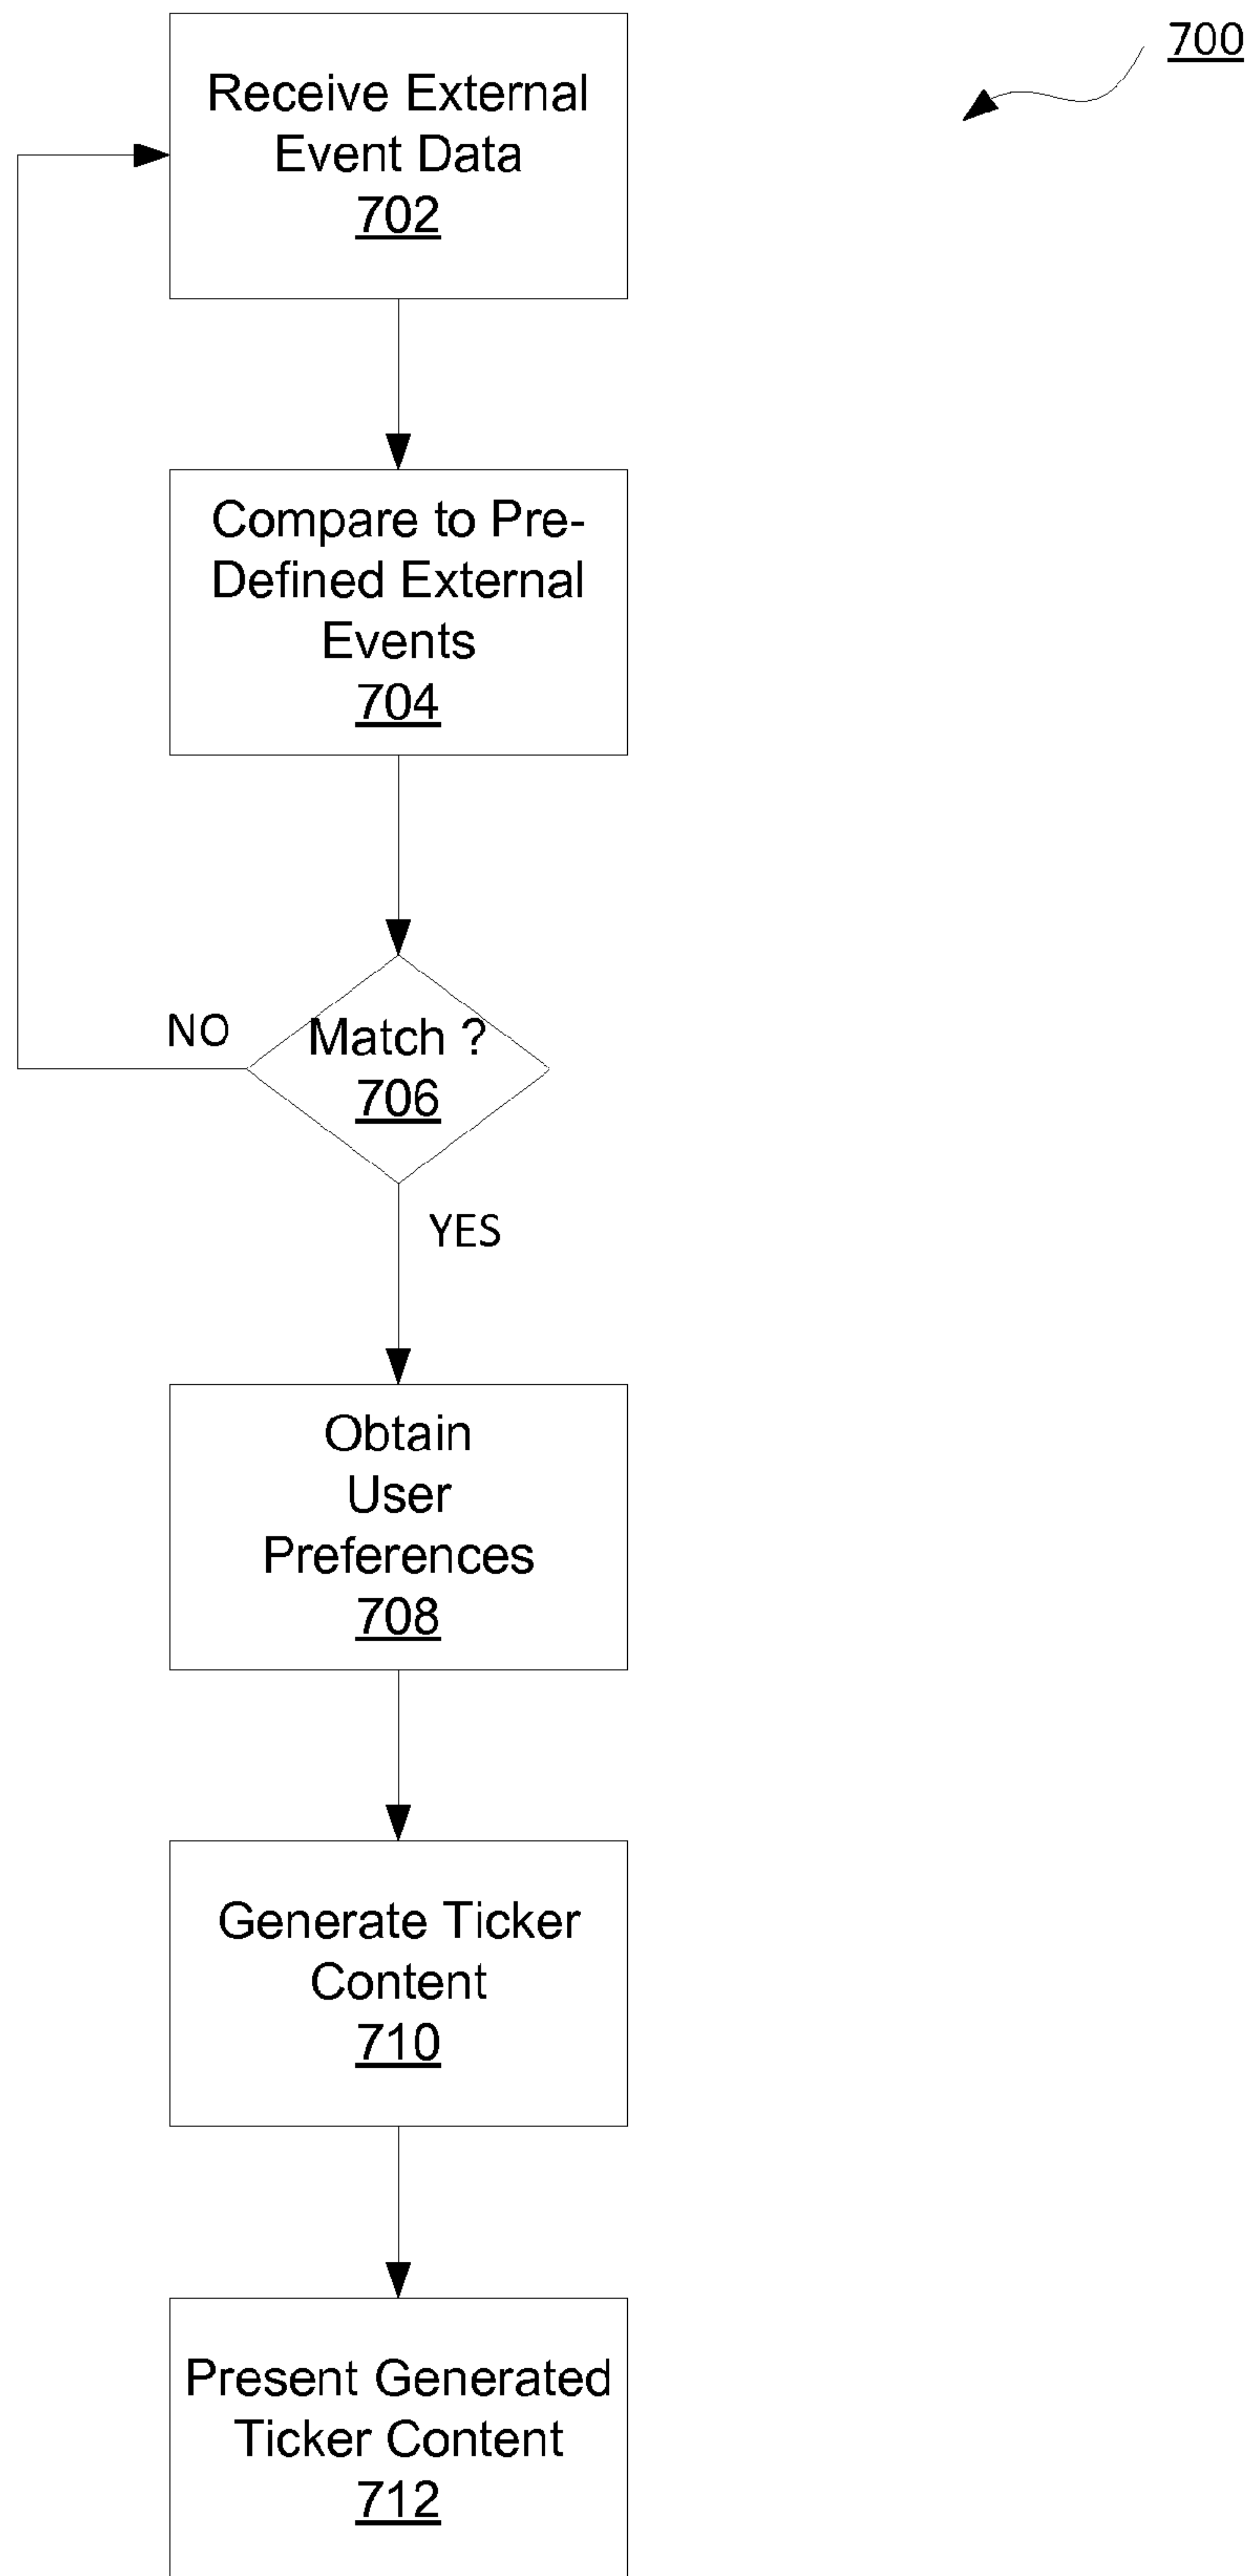 700
Receive External
Event Data
702
Compare to Pre-
Defined External
Events
704
NO
Match ?
706
YES
Obtain
User
Preferences
708
Generate Ticker
Content
710
Present Generated
Ticker Content
712